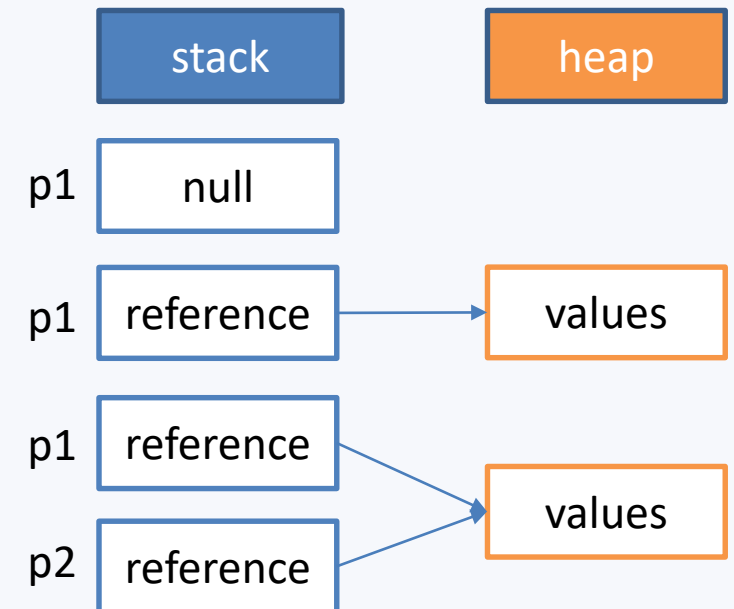 stack heap
p1 null
p1 reference values
p1 reference
values
p2 reference